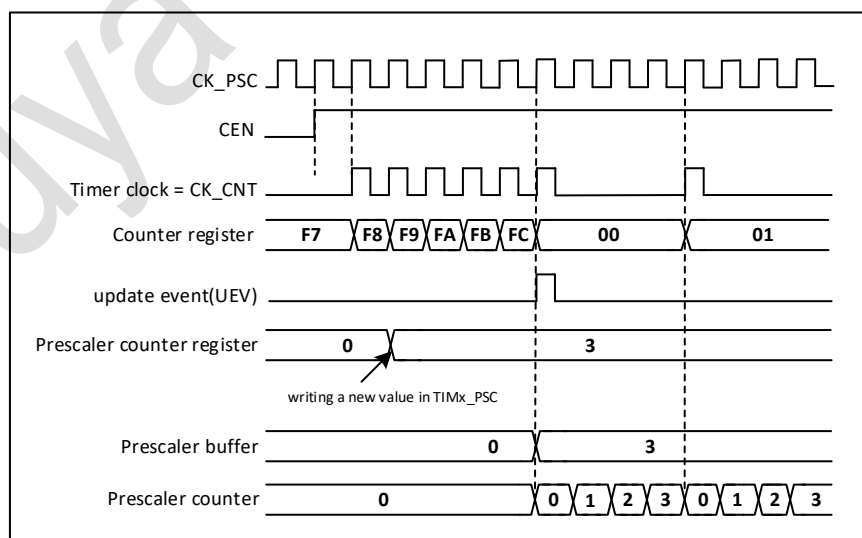 CK_PSC
CEN
Timer clock = CK_CNT
Counter register F7 F8 F9 FA FB FC 00 01
update event(UEV)
Prescaler counter register 0 3
writing a new value in TIMx_PSC
Prescaler buffer 0 3
Prescaler counter 0 0 1 2 3 0 1 2 3